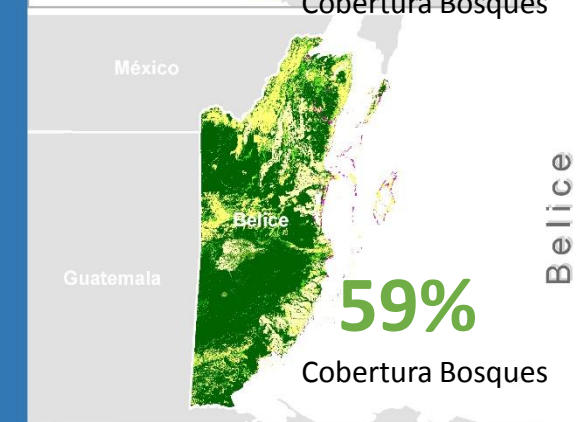 Cobertura Bosques
México
Belice
Belice
Guatemala
59%
Cobertura Bosques